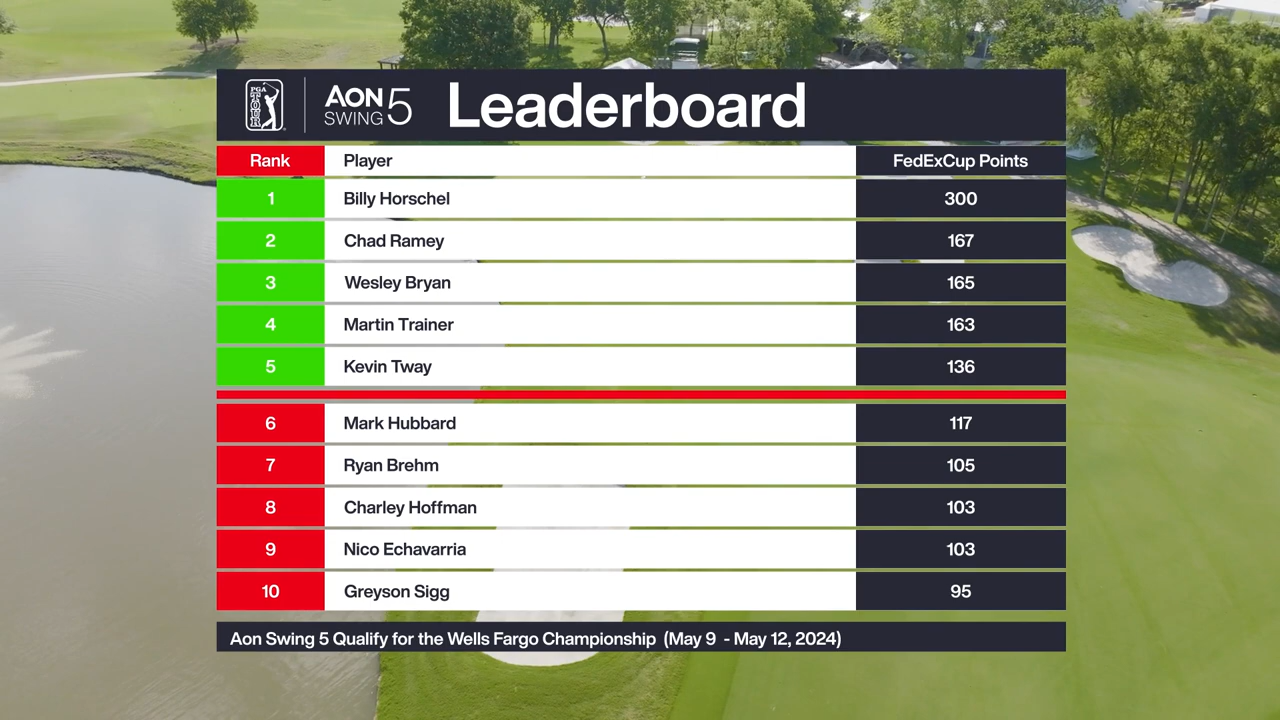 PGA TOUR
AON SWING 5
Leaderboard
Rank Player FedExCup Points
1 Billy Horschel 300
2 Chad Ramey 167
3 Wesley Bryan 165
4 Martin Trainer 163
5 Kevin Tway 136
6 Mark Hubbard 117
7 Ryan Brehm 105
8 Charley Hoffman 103
9 Nico Echavarria 103
10 Greyson Sigg 95
Aon Swing 5 Qualify for the Wells Fargo Championship (May 9 - May 12, 2024)